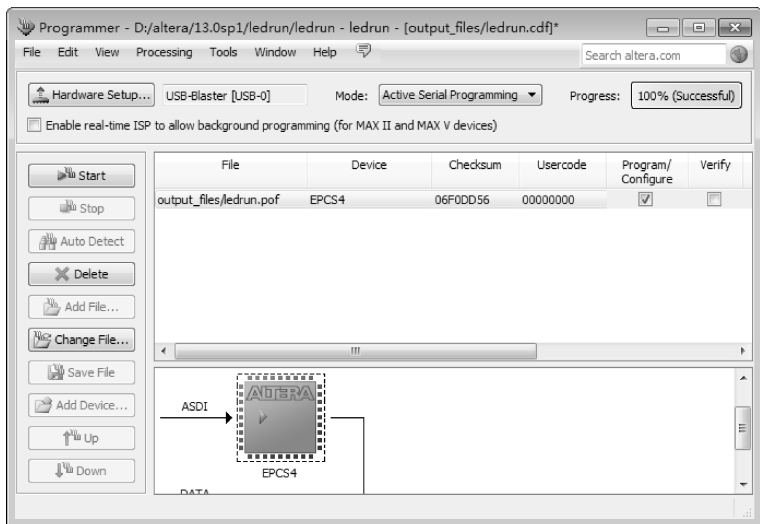 Programmer - D:/altera/13.0sp1/ledrun/ledrun - ledrun - [output_files/ledrun.cdf]*
File Edit View Processing Tools Window Help
Search altera.com
Hardware Setup... USB-Blaster [USB-0] Mode: Active Serial Programming Progress: 100% (Successful)
Enable real-time ISP to allow background programming (for MAX II and MAX V devices)
Start
Stop
Auto Detect
Delete
Add File...
Change File...
Save File
Add Device...
Up
Down
File Device Checksum Usercode Program/
Configure Verify
output_files/ledrun.pof EPCS4 06F0DD56 00000000
ASDI
ALTERA
EPCS4
DATA